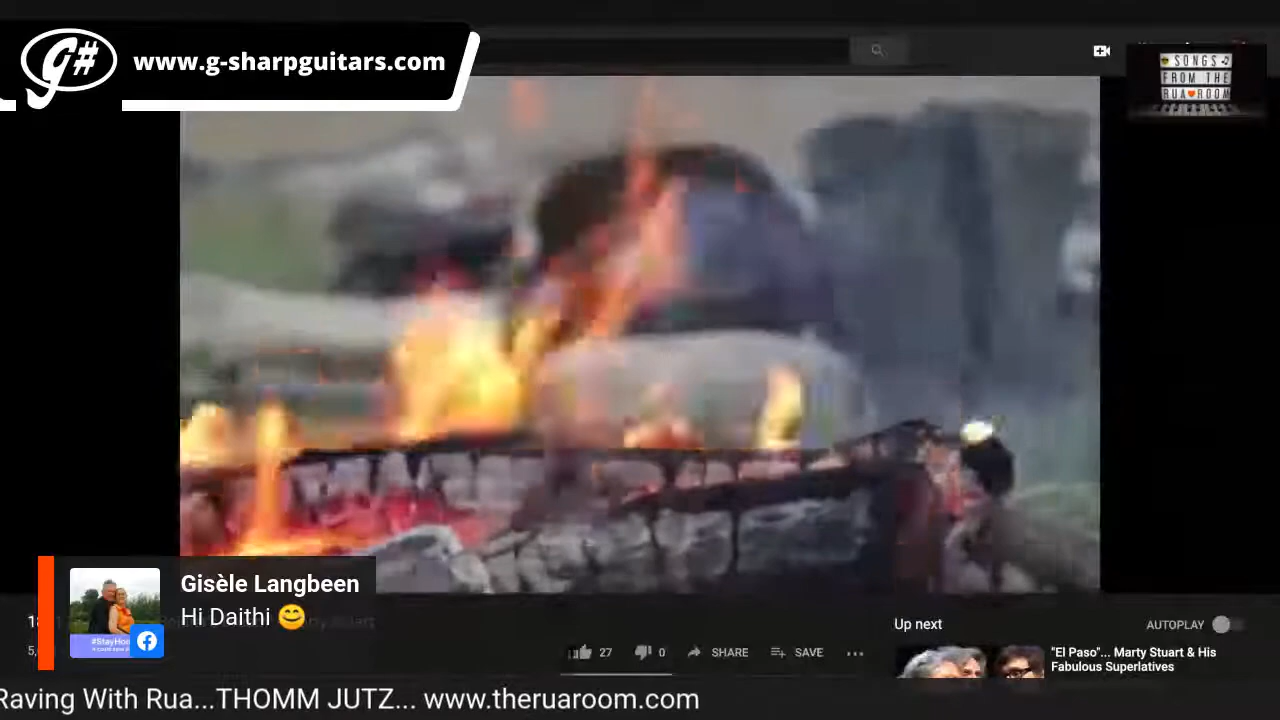 G#
www.g-sharpguitars.com
SONGS
FROM THE
RUA❤ROOM
Gisèle Langbeen
Hi Daithi 😊
27
0
SHARE
SAVE
Up next
AUTOPLAY
"El Paso"... Marty Stuart & His
Fabulous Superlatives
Raving With Rua...THOMM JUTZ... www.theruaroom.com